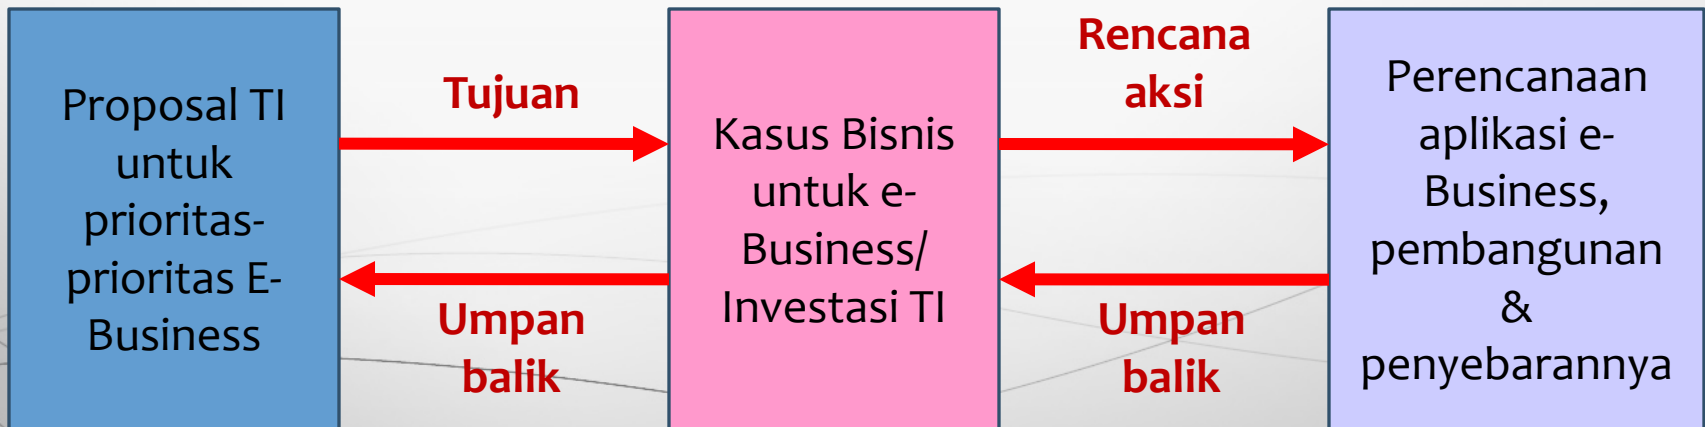 Proposal TI
untuk
prioritas-
prioritas E-
Business
Tujuan
Umpan
balik
Kasus Bisnis
untuk e-
Business/
Investasi TI
Rencana
aksi
Umpan
balik
Perencanaan
aplikasi e-
Business,
pembangunan
&
penyebarannya